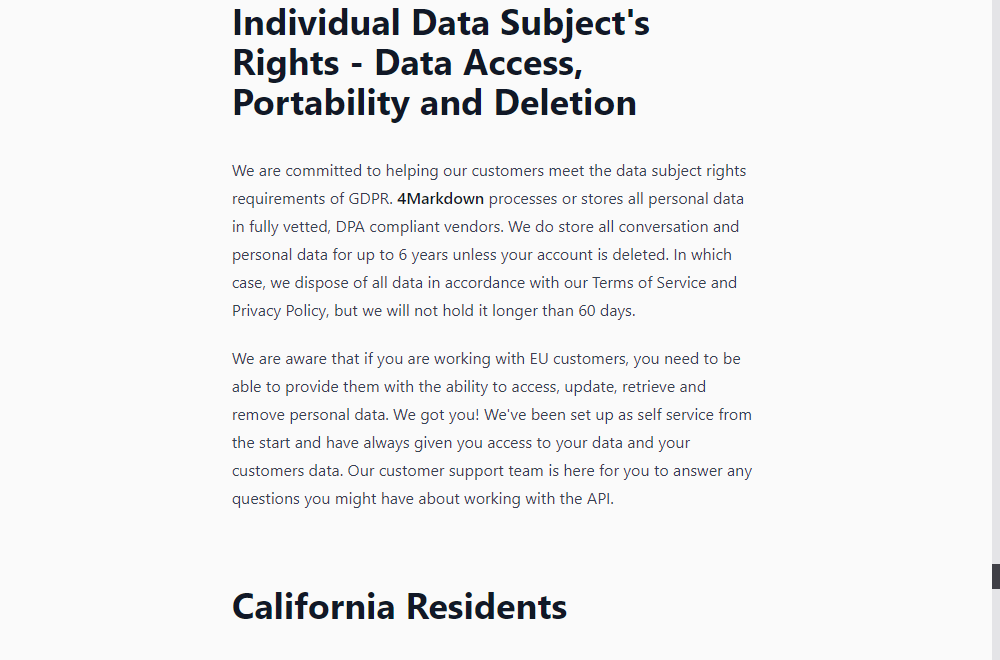 Individual Data Subject's
Rights - Data Access,
Portability and Deletion
We are committed to helping our customers meet the data subject rights
requirements of GDPR. 4Markdown processes or stores all personal data
in fully vetted, DPA compliant vendors. We do store all conversation and
personal data for up to 6 years unless your account is deleted. In which
case, we dispose of all data in accordance with our Terms of Service and
Privacy Policy, but we will not hold it longer than 60 days.
We are aware that if you are working with EU customers, you need to be
able to provide them with the ability to access, update, retrieve and
remove personal data. We got you! We've been set up as self service from
the start and have always given you access to your data and your
customers data. Our customer support team is here for you to answer any
questions you might have about working with the API.
California Residents